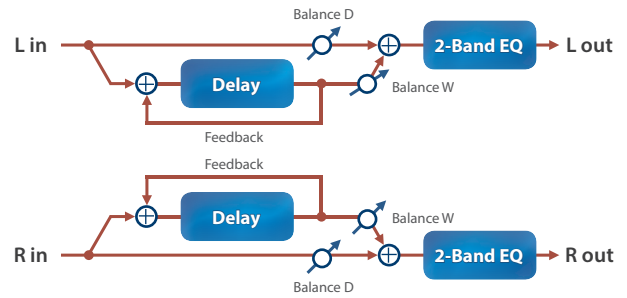 Balance D
L in
2-Band EQ
L out
Delay
Balance W
Feedback
Feedback
Delay
Balance W
R in
2-Band EQ
R out
Balance D